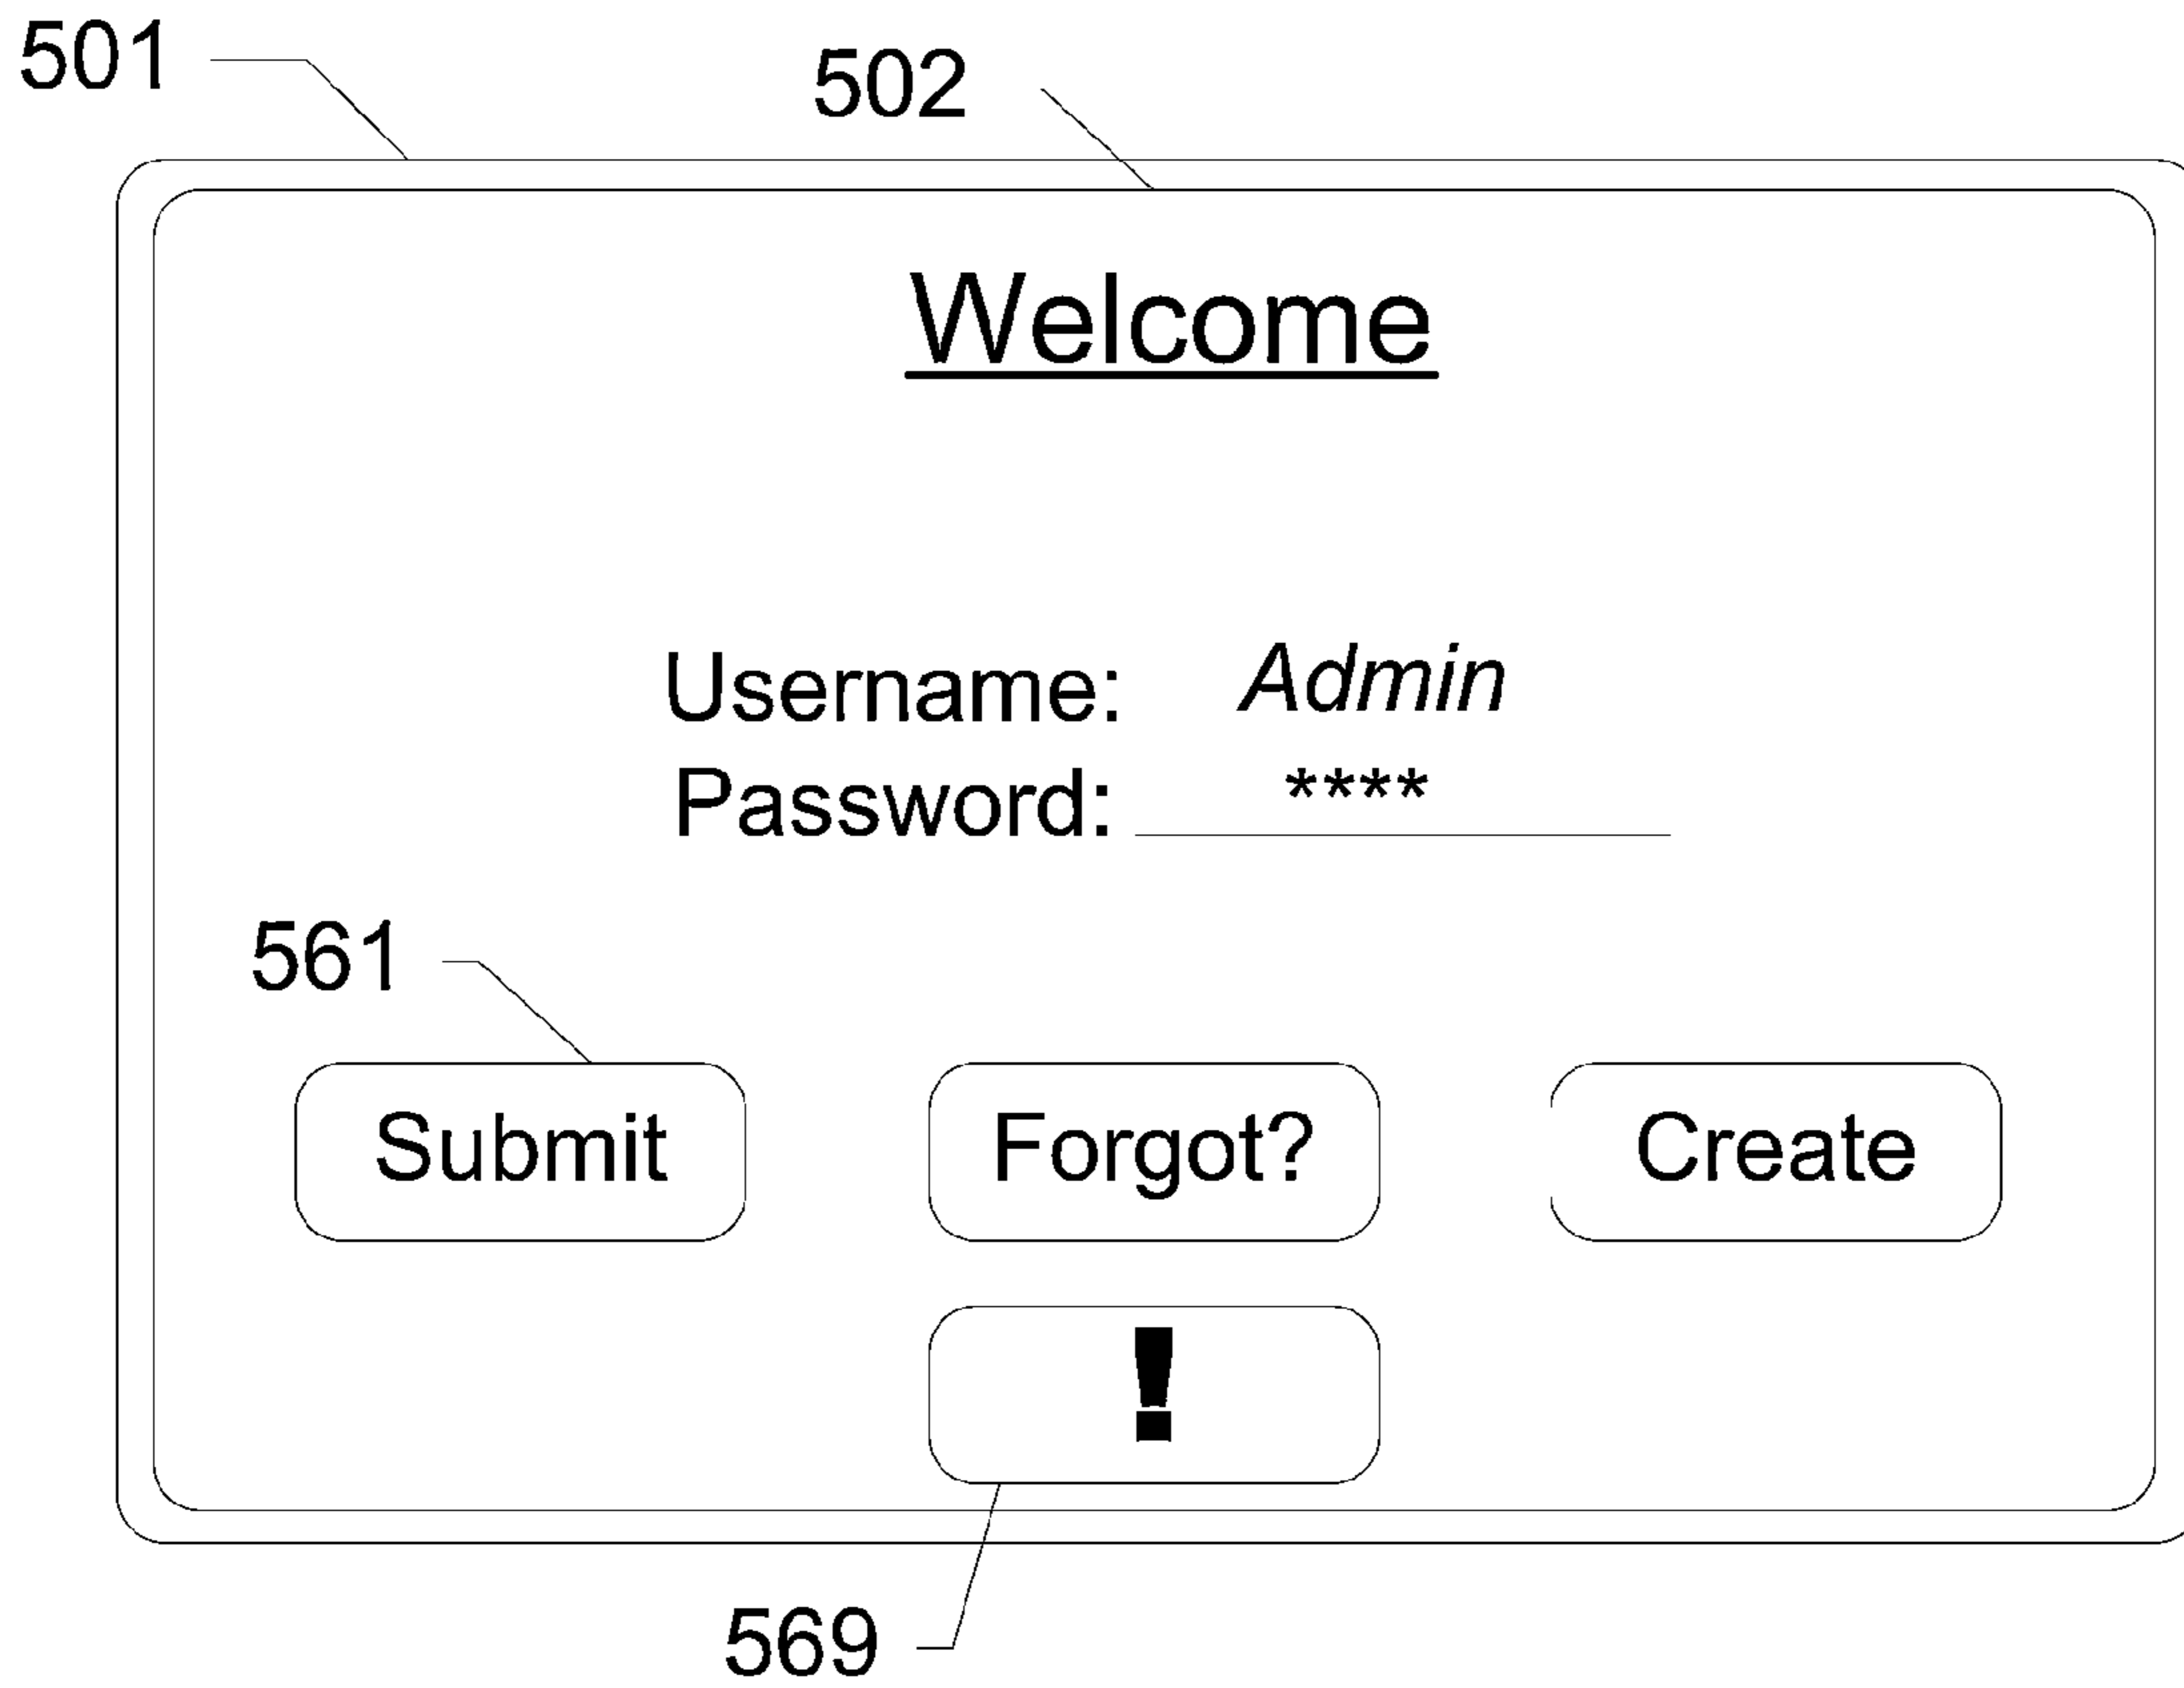 501
502
Welcome
Username: Admin
Password: ****
561
Submit Forgot? Create
!
569